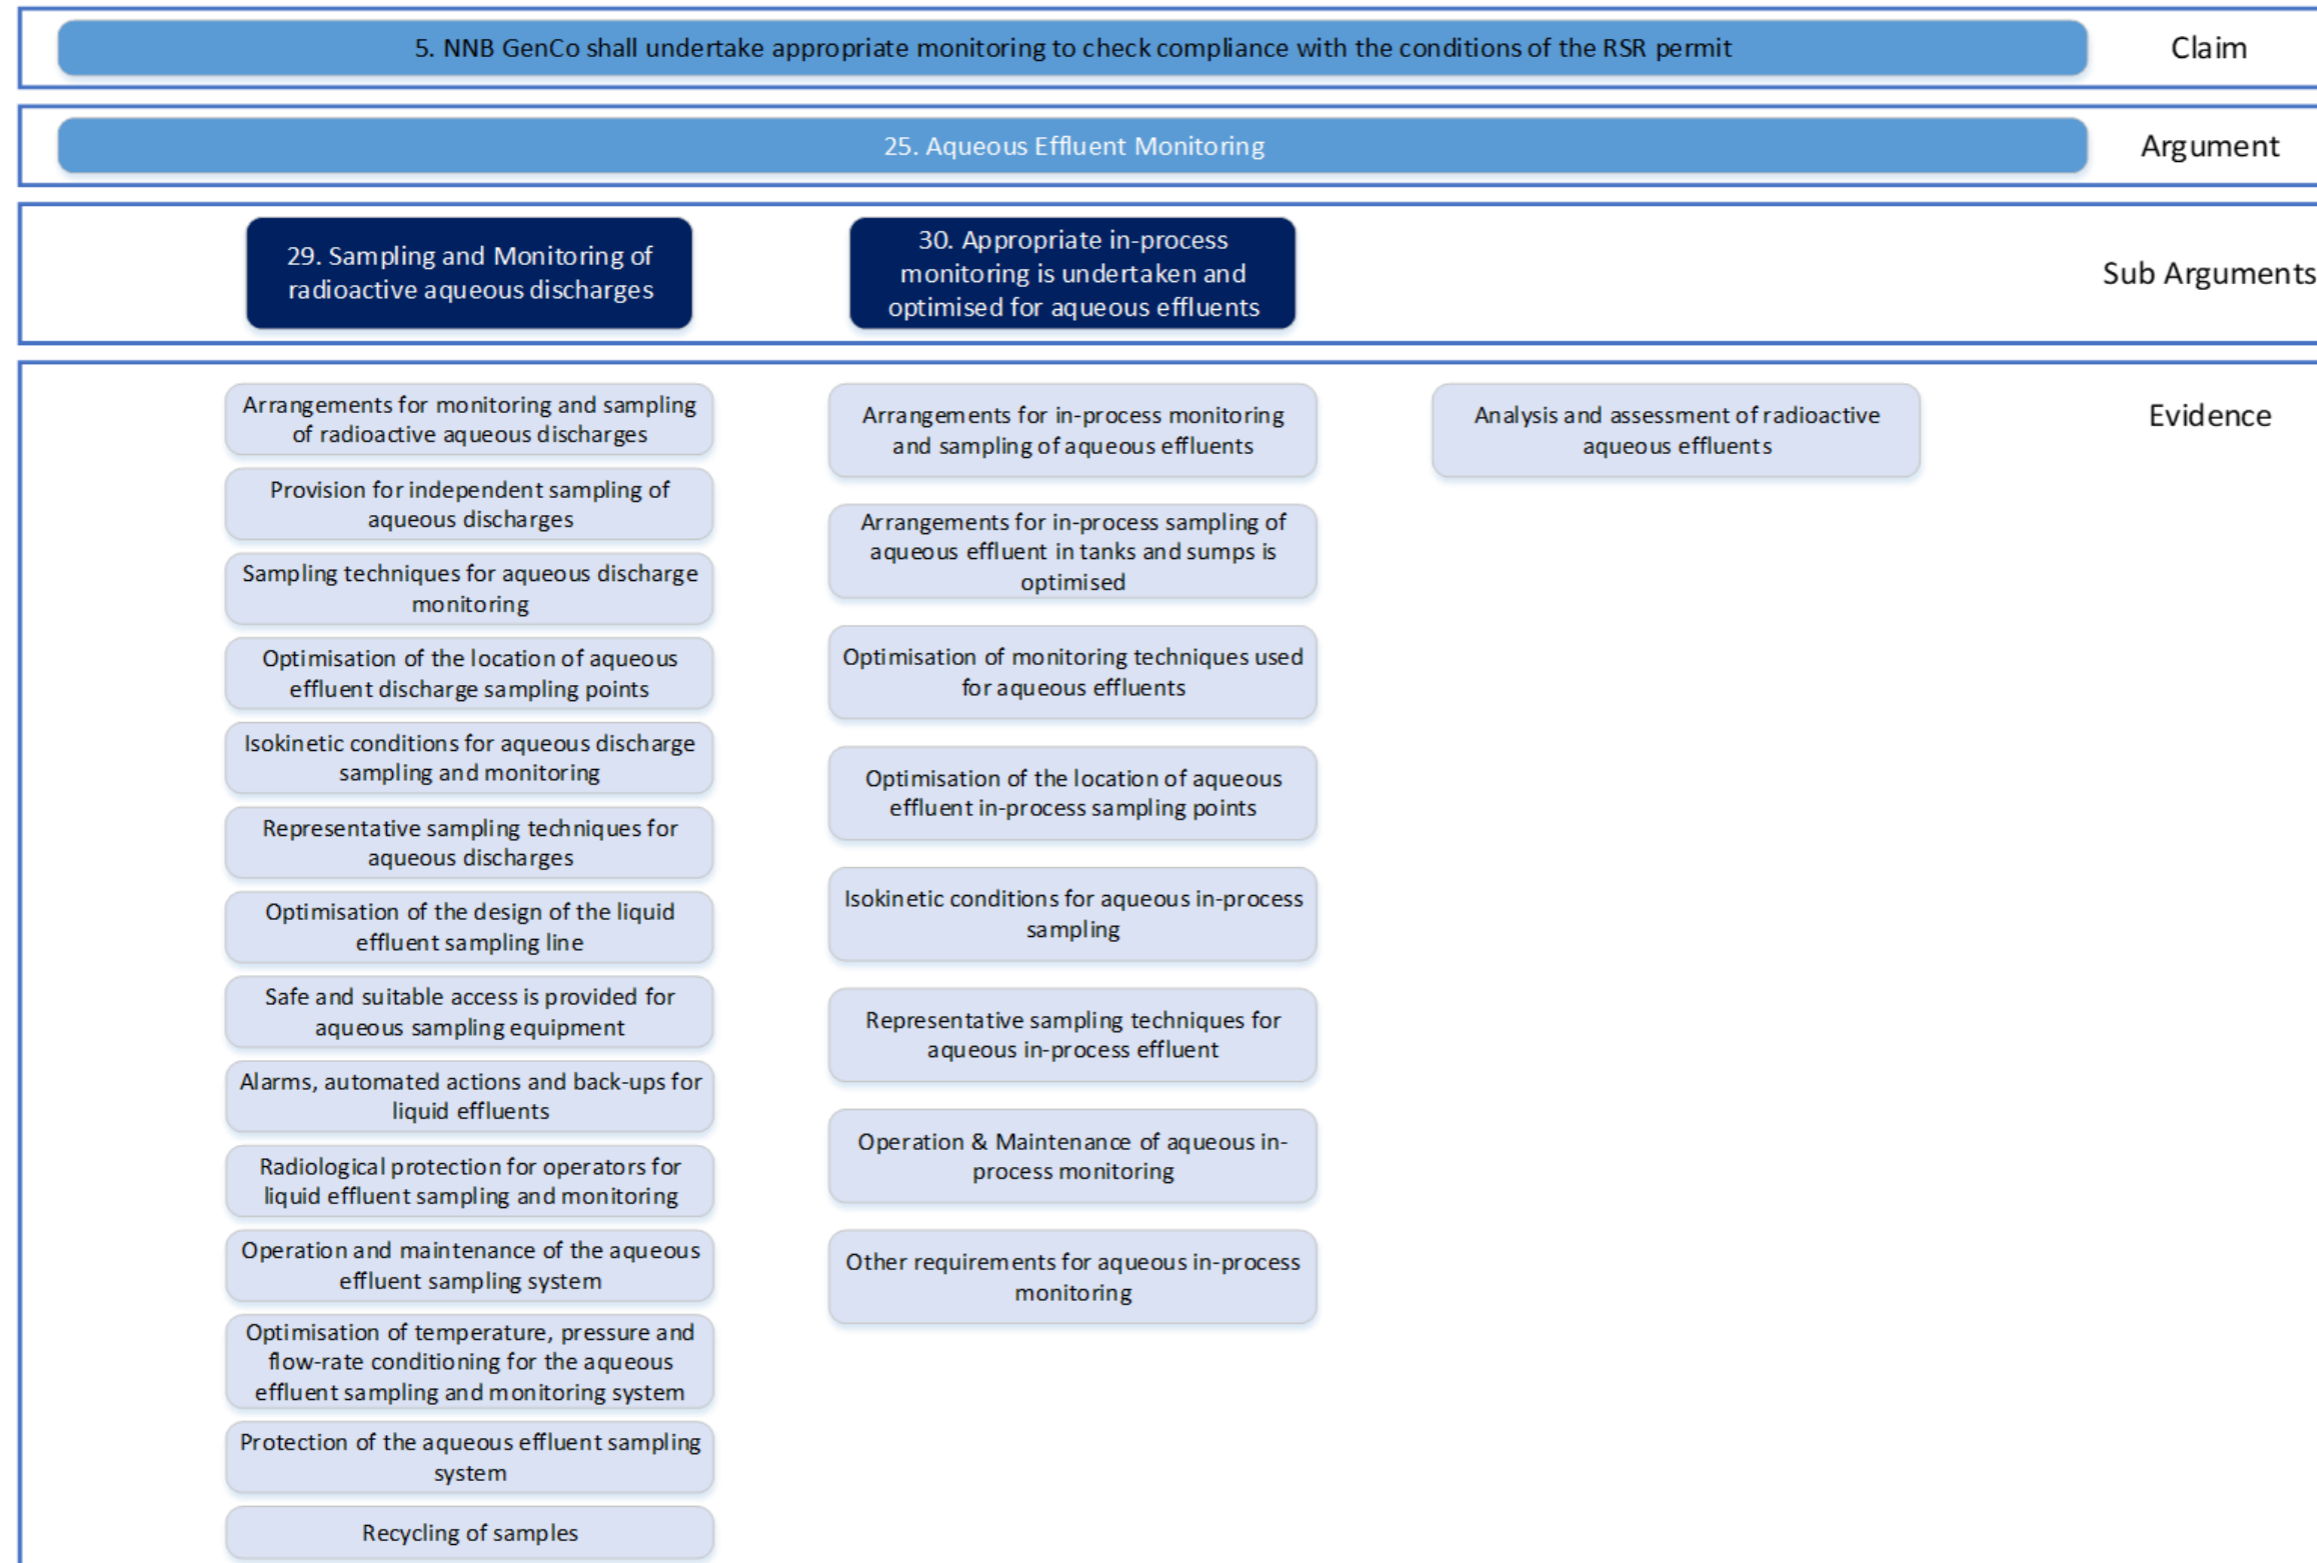 5. NNB GenCo shall undertake appropriate monitoring to check compliance with the conditions of the RSR permit
Claim
25. Aqueous Effluent Monitoring
Argument
29. Sampling and Monitoring of
radioactive aqueous discharges
30. Appropriate in-process
monitoring is undertaken and
optimised for aqueous effluents
Sub Arguments
Evidence
Arrangements for monitoring and sampling
of radioactive aqueous discharges
Provision for independent sampling of
aqueous discharges
Sampling techniques for aqueous discharge
monitoring
Optimisation of the location of aqueous
effluent discharge sampling points
Isokinetic conditions for aqueous discharge
sampling and monitoring
Representative sampling techniques for
aqueous discharges
Optimisation of the design of the liquid
effluent sampling line
Safe and suitable access is provided for
aqueous sampling equipment
Alarms, automated actions and back-ups for
liquid effluents
Radiological protection for operators for
liquid effluent sampling and monitoring
Operation and maintenance of the aqueous
effluent sampling system
Optimisation of temperature, pressure and
flow-rate conditioning for the aqueous
effluent sampling and monitoring system
Protection of the aqueous effluent sampling
system
Recycling of samples
Arrangements for in-process monitoring
and sampling of aqueous effluents
Arrangements for in-process sampling of
aqueous effluent in tanks and sumps is
optimised
Optimisation of monitoring techniques used
for aqueous effluents
Optimisation of the location of aqueous
effluent in-process sampling points
Isokinetic conditions for aqueous in-process
sampling
Representative sampling techniques for
aqueous in-process effluent
Operation & Maintenance of aqueous in-
process monitoring
Other requirements for aqueous in-process
monitoring
Analysis and assessment of radioactive
aqueous effluents